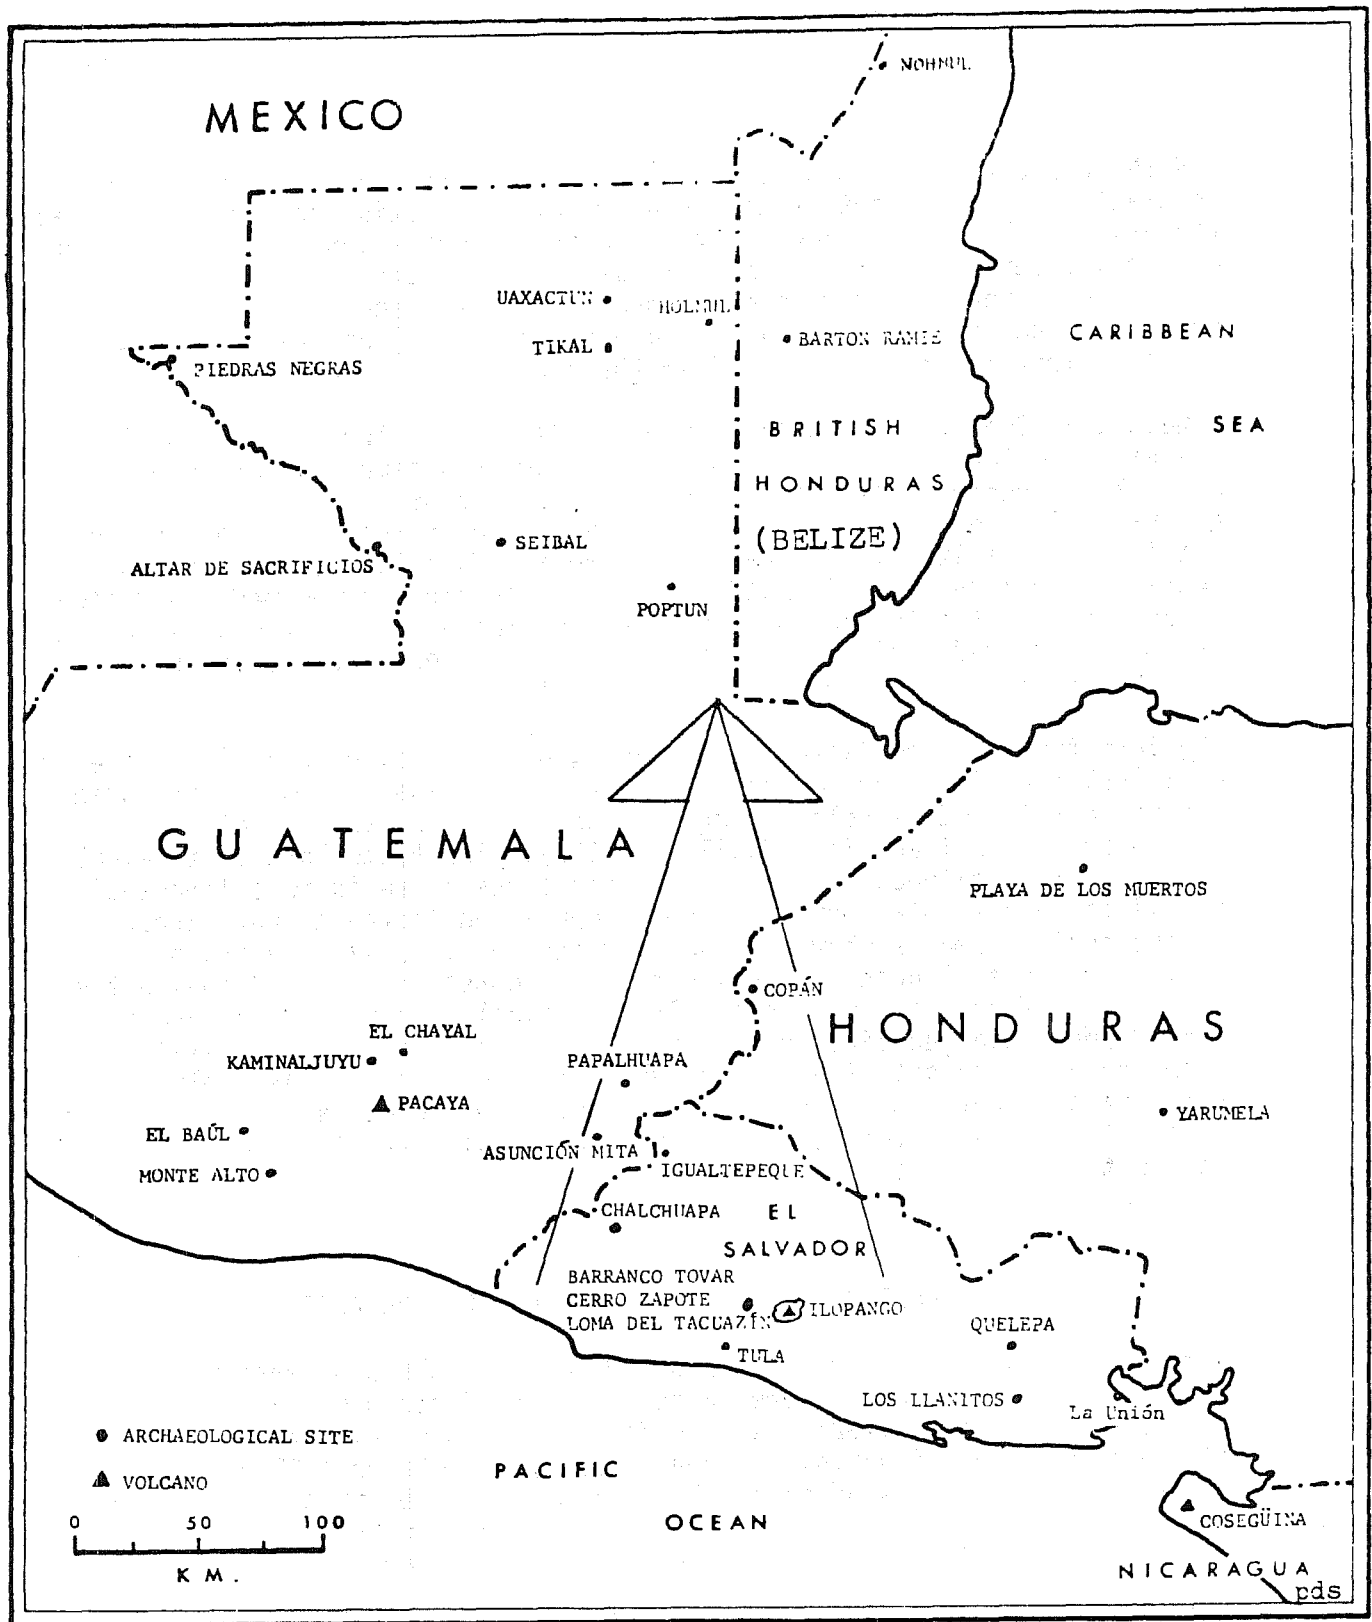 NOHMUL
MEXICO
UAXACTUN
HOLMUL
TIKAL
BARTON RAMIE
CARIBBEAN
SEA
PIEDRAS NEGRAS
BRITISH
HONDURAS
(BELIZE)
SEIBAL
ALTAR DE SACRIFICIOS
POPTUN
GUATEMALA
PLAYA DE LOS MUERTOS
COPÁN
HONDURAS
EL CHAYAL
KAMINALJUYU
PAPALHUAPA
PACAYA
YARUMELA
EL BAÚL
ASUNCIÓN MITA
MONTE ALTO
IGUALTEPEQUE
CHALCHUAPA
EL
SALVADOR
BARRANCO TOVAR
CERRO ZAPOTE
LOMA DEL TACUAZÍN
ILOPANGO
QUELEPA
TULA
LOS LLANITOS
La Unión
ARCHAEOLOGICAL SITE
VOLCANO
PACIFIC
OCEAN
0 50 100
KM.
COSEGÜINA
NICARAGUA
pds